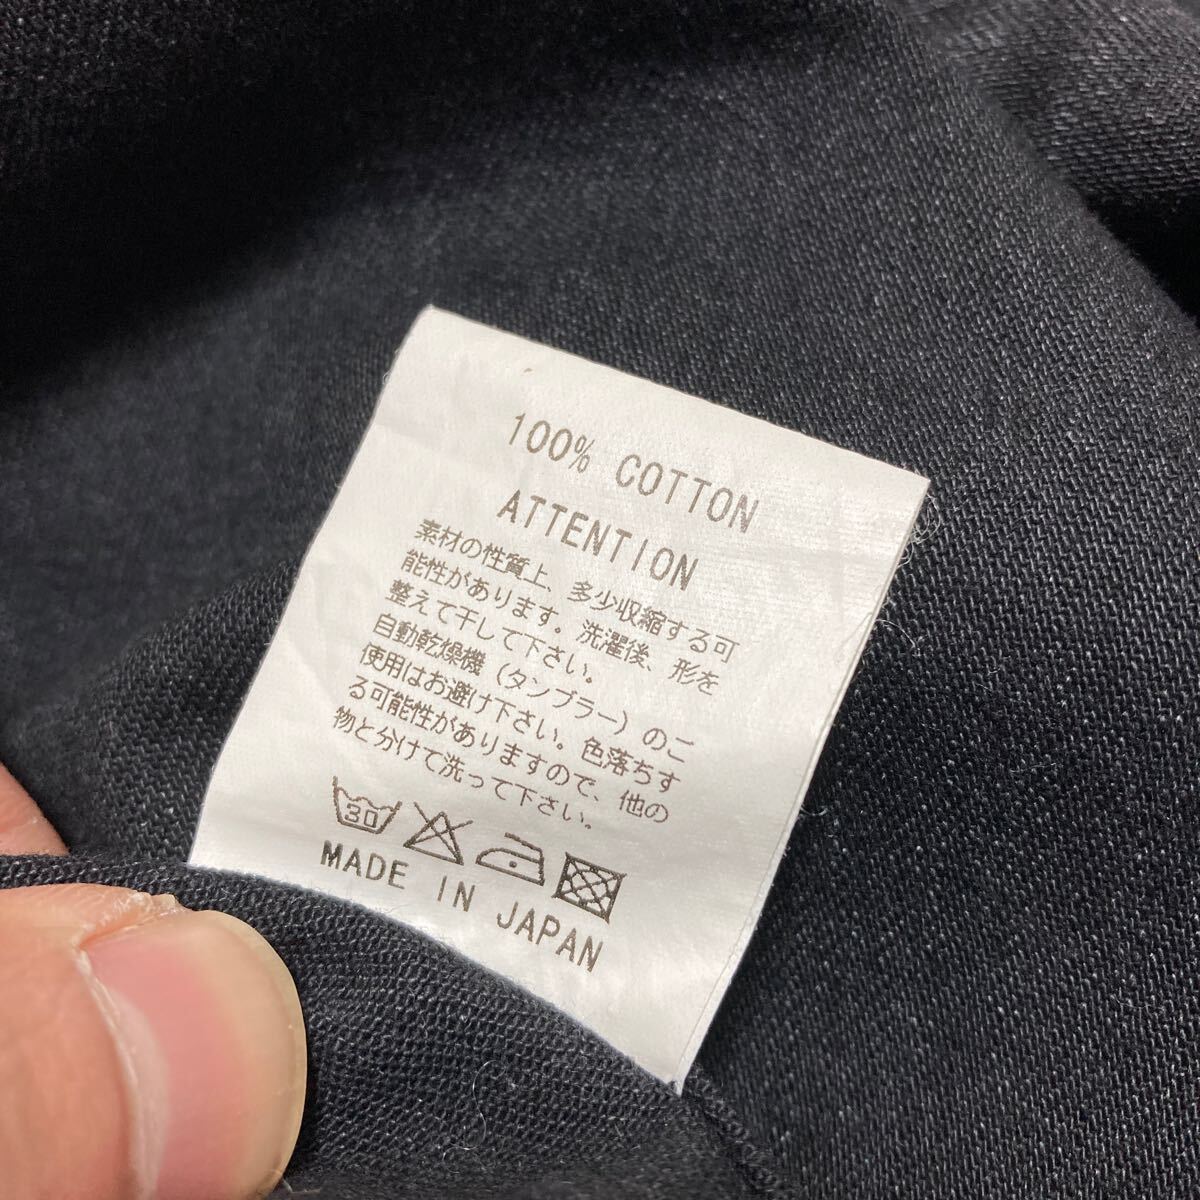 100% COTTON
ATTENTION
素材の性質上、多少収縮する可
能性があります。洗濯後、形を
整えて干して下さい。
自動乾燥機（タンブラー）のご
使用はお避け下さい。色落ちす
る可能性がありますので、他の
物と分けて洗って下さい。
30
MADE IN JAPAN